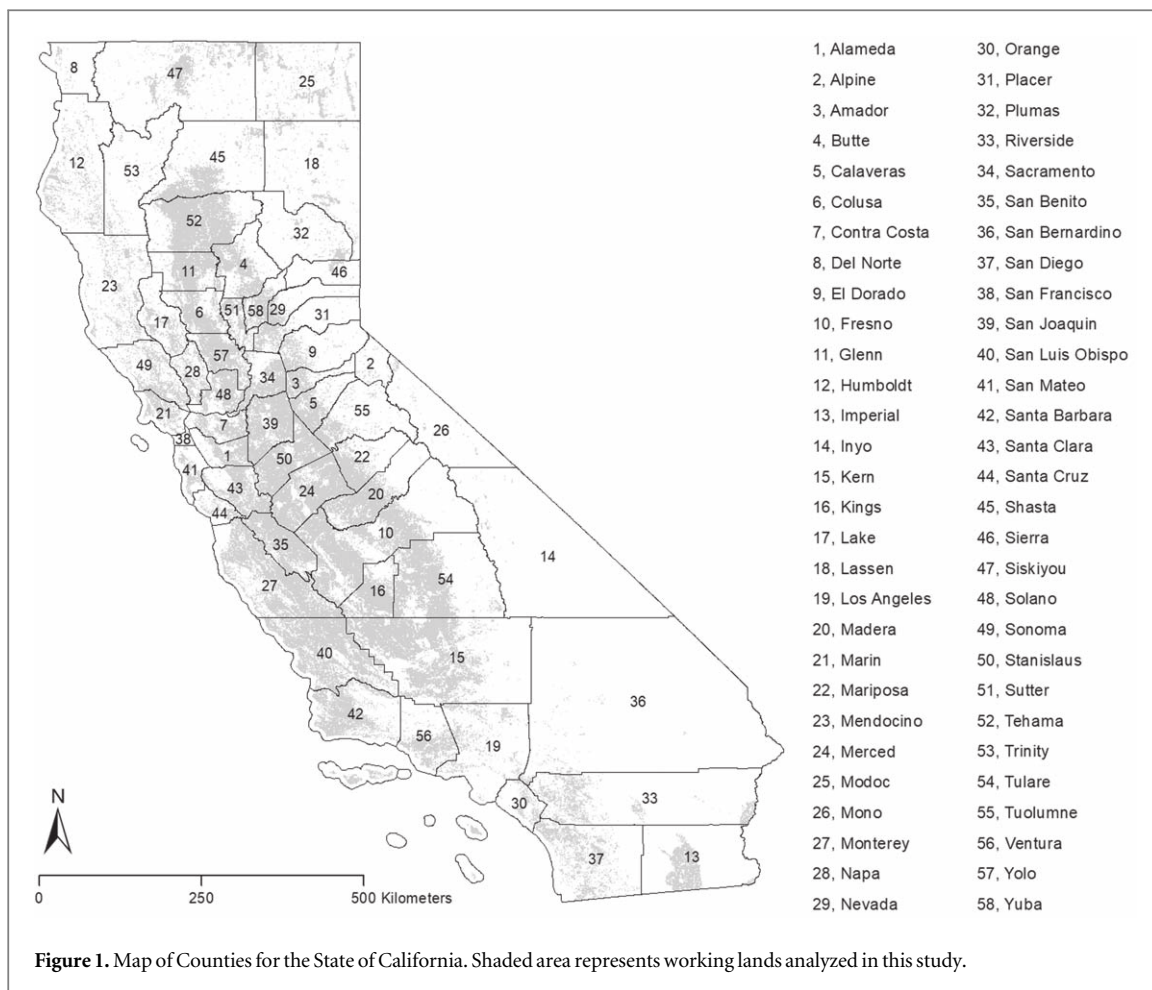 8
47
25
12
53
45
18
52
32
4
11
46
23
6
51
58
29
31
17
57
9
49
28
34
2
48
3
5
21
7
39
55
26
38
1
50
22
41
43
24
20
44
10
35
14
54
27
16
40
15
36
42
56
19
30
33
37
13
N
0 250 500 Kilometers
1, Alameda
2, Alpine
3, Amador
4, Butte
5, Calaveras
6, Colusa
7, Contra Costa
8, Del Norte
9, El Dorado
10, Fresno
11, Glenn
12, Humboldt
13, Imperial
14, Inyo
15, Kern
16, Kings
17, Lake
18, Lassen
19, Los Angeles
20, Madera
21, Marin
22, Mariposa
23, Mendocino
24, Merced
25, Modoc
26, Mono
27, Monterey
28, Napa
29, Nevada
30, Orange
31, Placer
32, Plumas
33, Riverside
34, Sacramento
35, San Benito
36, San Bernardino
37, San Diego
38, San Francisco
39, San Joaquin
40, San Luis Obispo
41, San Mateo
42, Santa Barbara
43, Santa Clara
44, Santa Cruz
45, Shasta
46, Sierra
47, Siskiyou
48, Solano
49, Sonoma
50, Stanislaus
51, Sutter
52, Tehama
53, Trinity
54, Tulare
55, Tuolumne
56, Ventura
57, Yolo
58, Yuba
Figure 1. Map of Counties for the State of California. Shaded area represents working lands analyzed in this study.